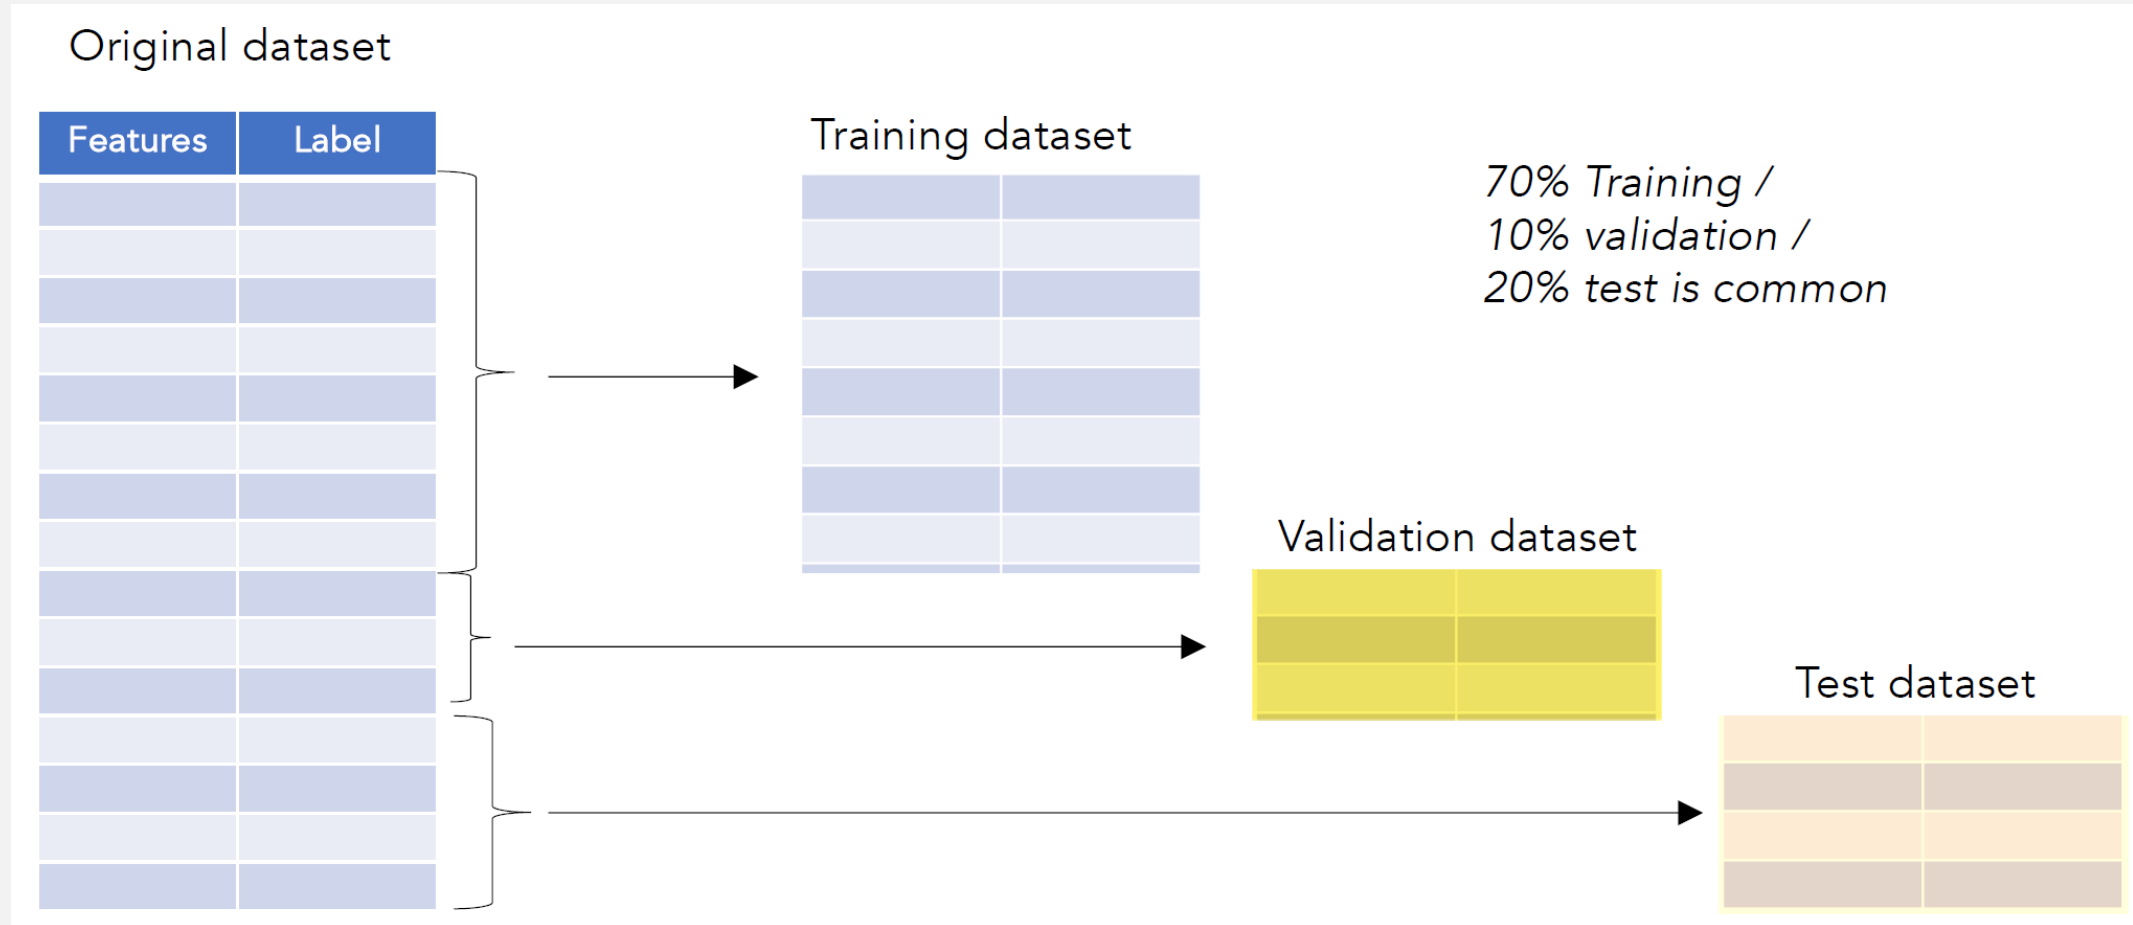 Original dataset
Features Label
Training dataset
70% Training /
10% validation /
20% test is common
Validation dataset
Test dataset